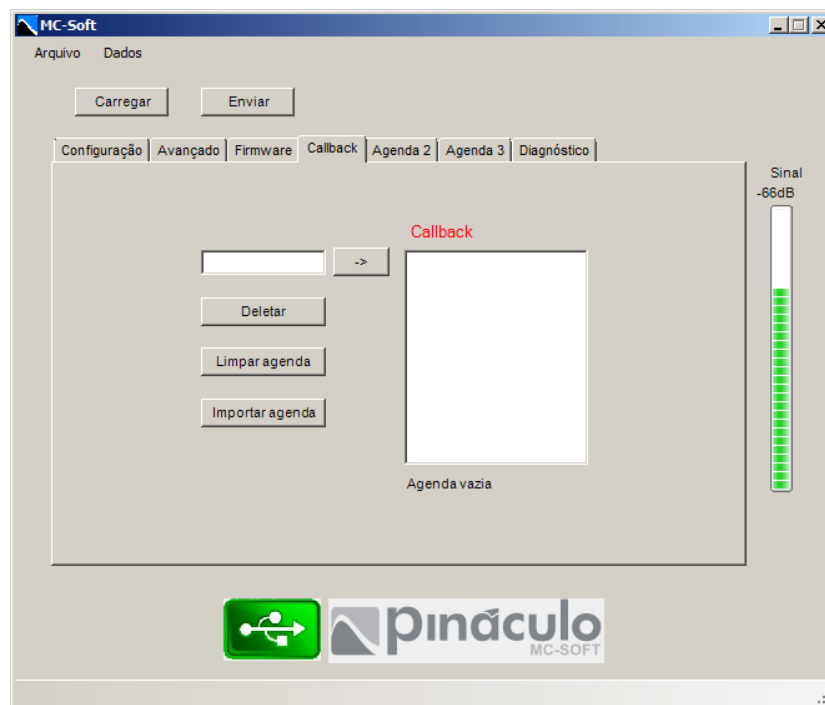 MC-Soft
Arquivo Dados
Carregar Enviar
Configuração Avançado Firmware Callback Agenda 2 Agenda 3 Diagnóstico
Sinal
-66dB
Callback
->
Deletar
Limpar agenda
Importar agenda
Agenda vazia
Pináculo
MC-SOFT